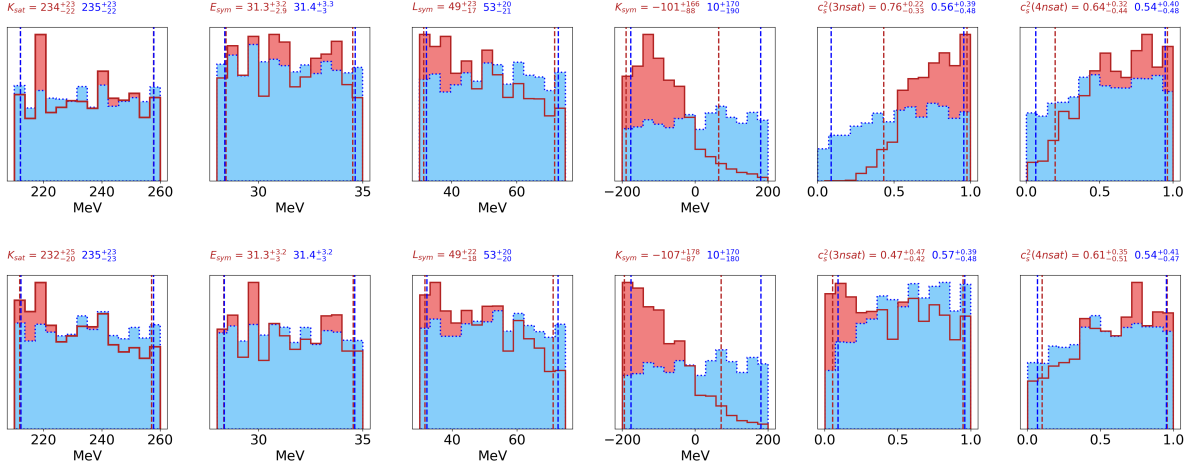 K_sat = 234^{+23}_{-22} 235^{+23}_{-22} E_sym = 31.3^{+3.2}_{-2.9} 31.4^{+3.3}_{-3} L_sym = 49^{+23}_{-17} 53^{+20}_{-21} K_sym = −101^{+166}_{-88} 10^{+170}_{-190} c_s^2(3nsat) = 0.76^{+0.22}_{-0.33} 0.56^{+0.39}_{-0.48} c_s^2(4nsat) = 0.64^{+0.32}_{-0.44} 0.54^{+0.40}_{-0.48}
220 240 260 30 35 40 60 −200 0 200 0.0 0.5 1.0 0.0 0.5 1.0
MeV MeV MeV MeV
K_sat = 232^{+25}_{-20} 235^{+23}_{-23} E_sym = 31.3^{+3.2}_{-3} 31.4^{+3.2}_{-3} L_sym = 49^{+22}_{-18} 53^{+20}_{-20} K_sym = −107^{+178}_{-87} 10^{+170}_{-180} c_s^2(3nsat) = 0.47^{+0.47}_{-0.42} 0.57^{+0.39}_{-0.48} c_s^2(4nsat) = 0.61^{+0.35}_{-0.51} 0.54^{+0.41}_{-0.47}
220 240 260 30 35 40 60 −200 0 200 0.0 0.5 1.0 0.0 0.5 1.0
MeV MeV MeV MeV